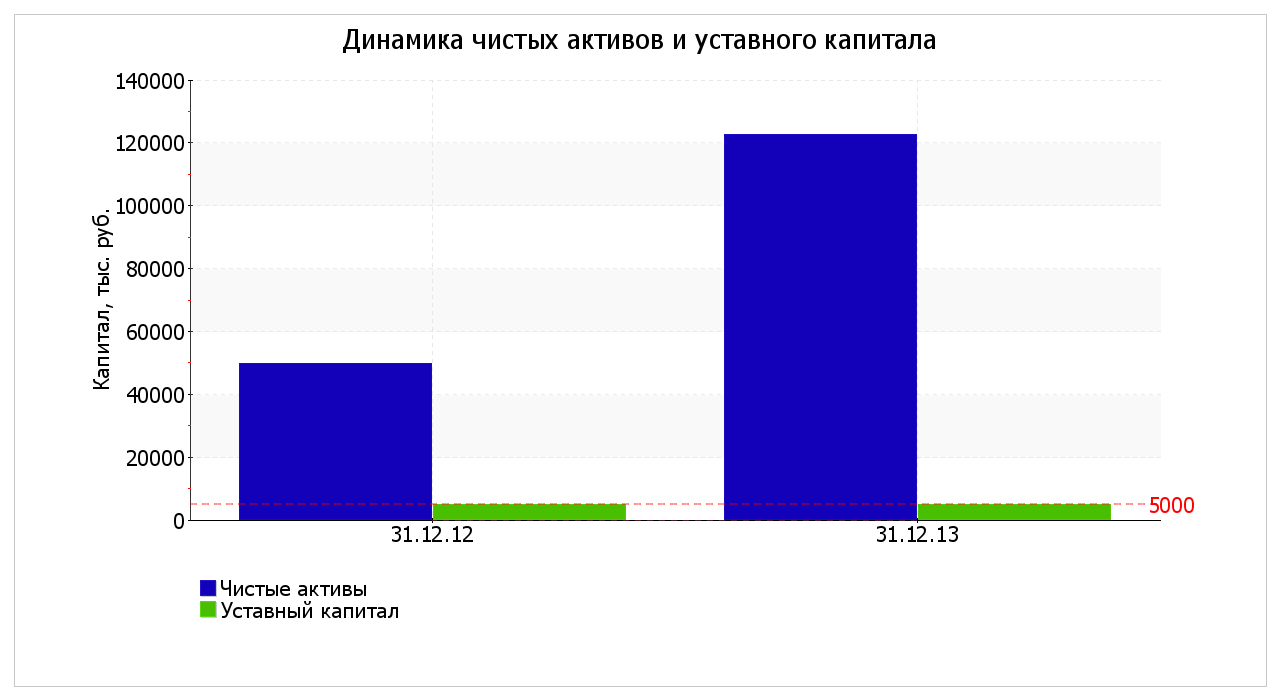 Динамика чистых активов и уставного капитала
Капитал, тыс. руб.
140000
120000
100000
80000
60000
40000
20000
0
5000
31.12.12
31.12.13
Чистые активы
Уставный капитал